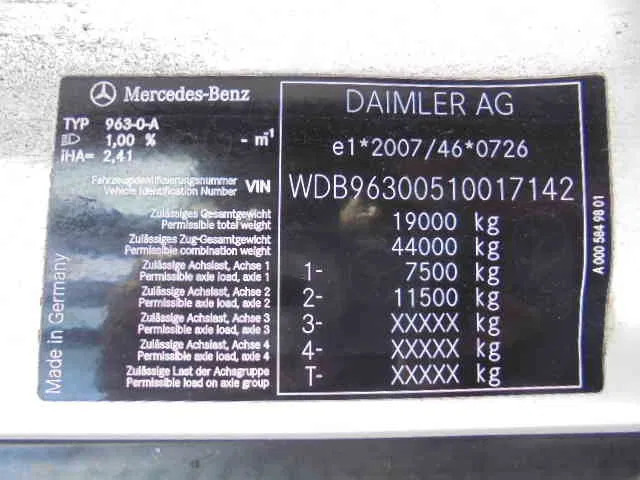 Mercedes-Benz
DAIMLER AG
TYP 963-0-A
1,00 % - m⁻¹
iHA= 2,41
e1*2007/46*0726
Fahrzeugidentifizierungsnummer
Vehicle Identification Number VIN WDB96300510017142
Zulässiges Gesamtgewicht
Permissible total weight 19000 kg
Zulässiges Zug-Gesamtgewicht
Permissible combination weight 44000 kg
Zulässige Achslast, Achse 1
Permissible axle load, axle 1 1- 7500 kg
Zulässige Achslast, Achse 2
Permissible axle load, axle 2 2- 11500 kg
Zulässige Achslast, Achse 3
Permissible axle load, axle 3 3- XXXXX kg
Zulässige Achslast, Achse 4
Permissible axle load, axle 4 4- XXXXX kg
Zulässige Last der Achsgruppe
Permissible load on axle group T- XXXXX kg
Made in Germany
A 000 584 98 01